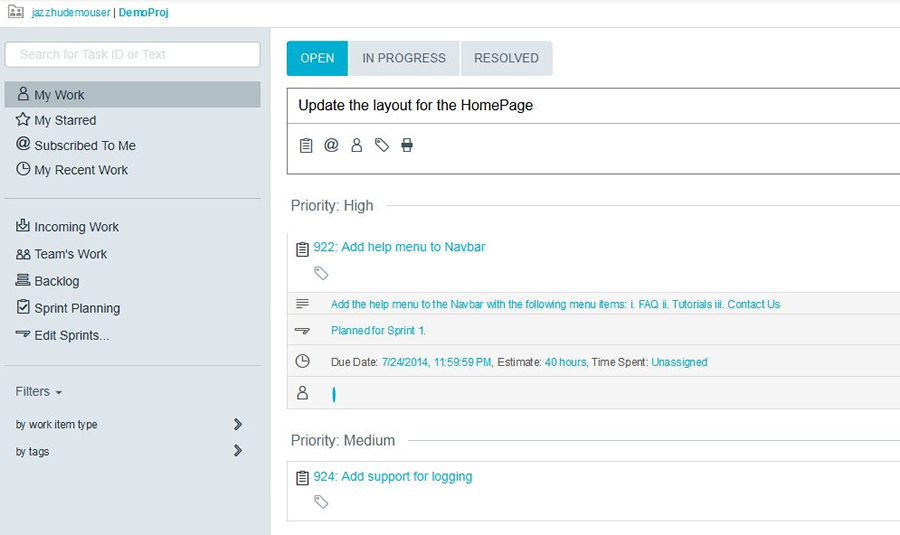 jazzhudemouser | DemoProj
Search for Task ID or Text
My Work
My Starred
Subscribed To Me
My Recent Work
Incoming Work
Team's Work
Backlog
Sprint Planning
Edit Sprints...
Filters
by work item type
by tags
OPEN
IN PROGRESS
RESOLVED
Update the layout for the HomePage
Priority: High
922: Add help menu to Navbar
Add the help menu to the Navbar with the following menu items: i. FAQ ii. Tutorials iii. Contact Us
Planned for Sprint 1.
Due Date: 7/24/2014, 11:59:59 PM, Estimate: 40 hours, Time Spent: Unassigned
Priority: Medium
924: Add support for logging